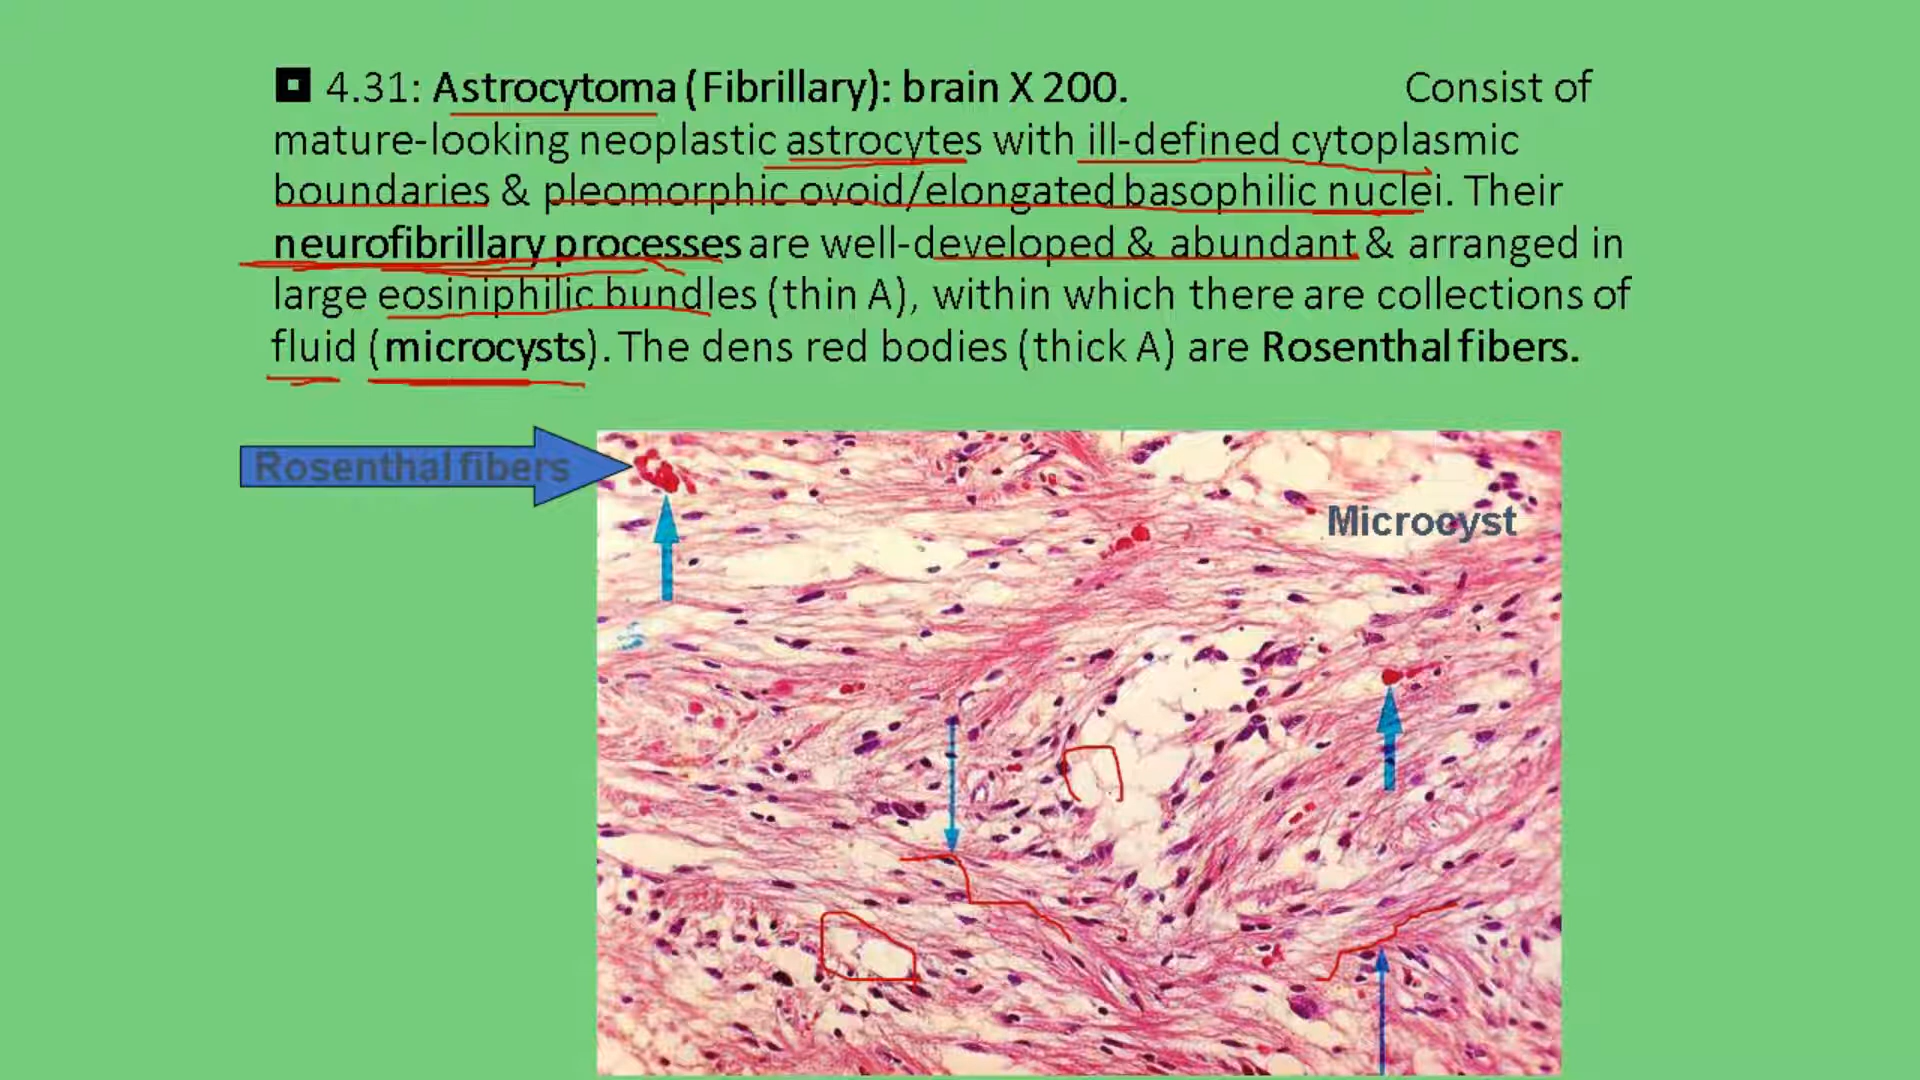 4.31: Astrocytoma (Fibrillary): brain X 200. Consist of
mature-looking neoplastic astrocytes with ill-defined cytoplasmic
boundaries & pleomorphic ovoid/elongated basophilic nuclei. Their
neurofibrillary processes are well-developed & abundant & arranged in
large eosiniphilic bundles (thin A), within which there are collections of
fluid (microcysts). The dens red bodies (thick A) are Rosenthal fibers.
Rosenthal fibers
Microcyst